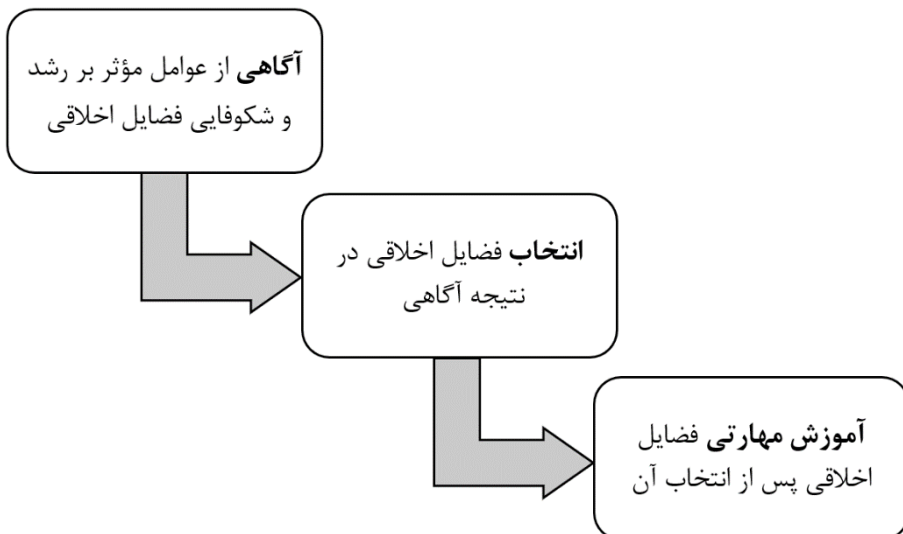 آگاهی از عوامل مؤثر بر رشد
و شکوفایی فضایل اخلاقی
انتخاب فضایل اخلاقی در
نتیجه آگاهی
آموزش مهارتی فضایل
اخلاقی پس از انتخاب آن